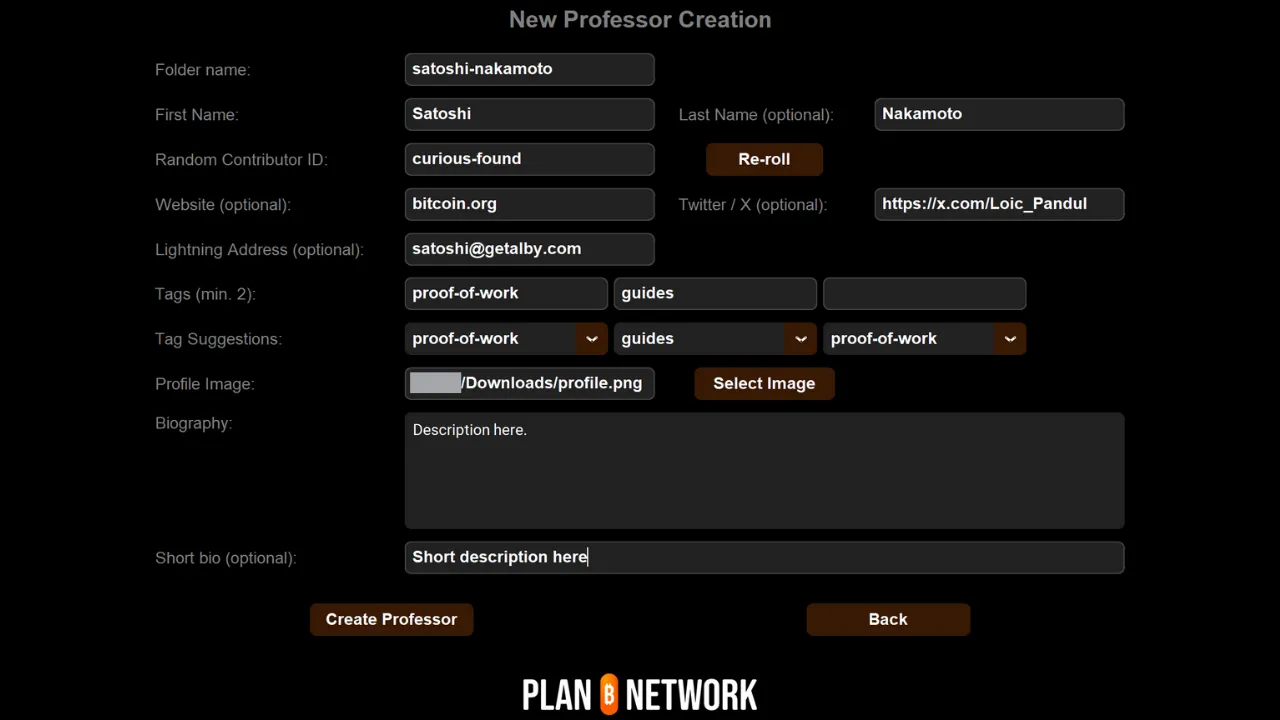 New Professor Creation
Folder name: satoshi-nakamoto
First Name: Satoshi Last Name (optional): Nakamoto
Random Contributor ID: curious-found Re-roll
Website (optional): bitcoin.org Twitter / X (optional): https://x.com/Loic_Pandul
Lightning Address (optional): satoshi@getalby.com
Tags (min. 2): proof-of-work guides
Tag Suggestions: proof-of-work guides proof-of-work
Profile Image: /Downloads/profile.png Select Image
Biography: Description here.
Short bio (optional): Short description here
Create Professor Back
PLAN ₿ NETWORK